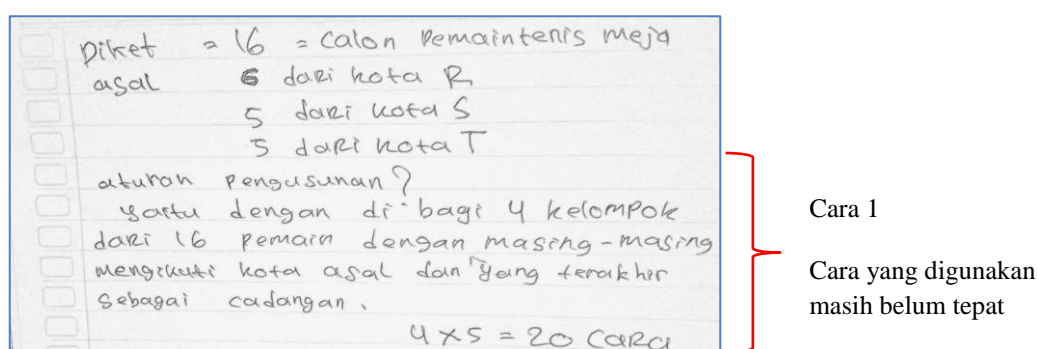 Diket = 16 = calon Pemaintenis meja
asal 6 dari kota R
5 dari kota S
5 dari kota T
aturan pengusunan?
yaitu dengan di bagi 4 kelompok
dari 16 pemain dengan masing-masing
mengikuti kota asal dan yang terakhir
sebagai cadangan.
4 x 5 = 20 cara
Cara 1
Cara yang digunakan
masih belum tepat